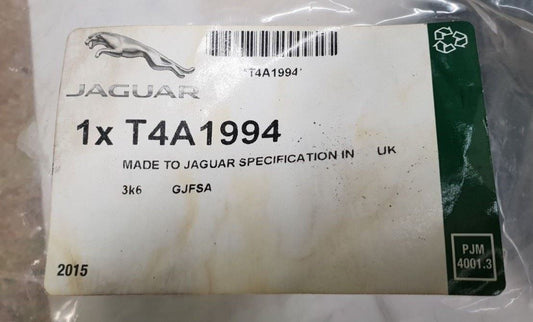 *T4A1994*
JAGUAR
1x T4A1994
MADE TO JAGUAR SPECIFICATION IN UK
3k6 GJFSA
2015
PJM
4001.3